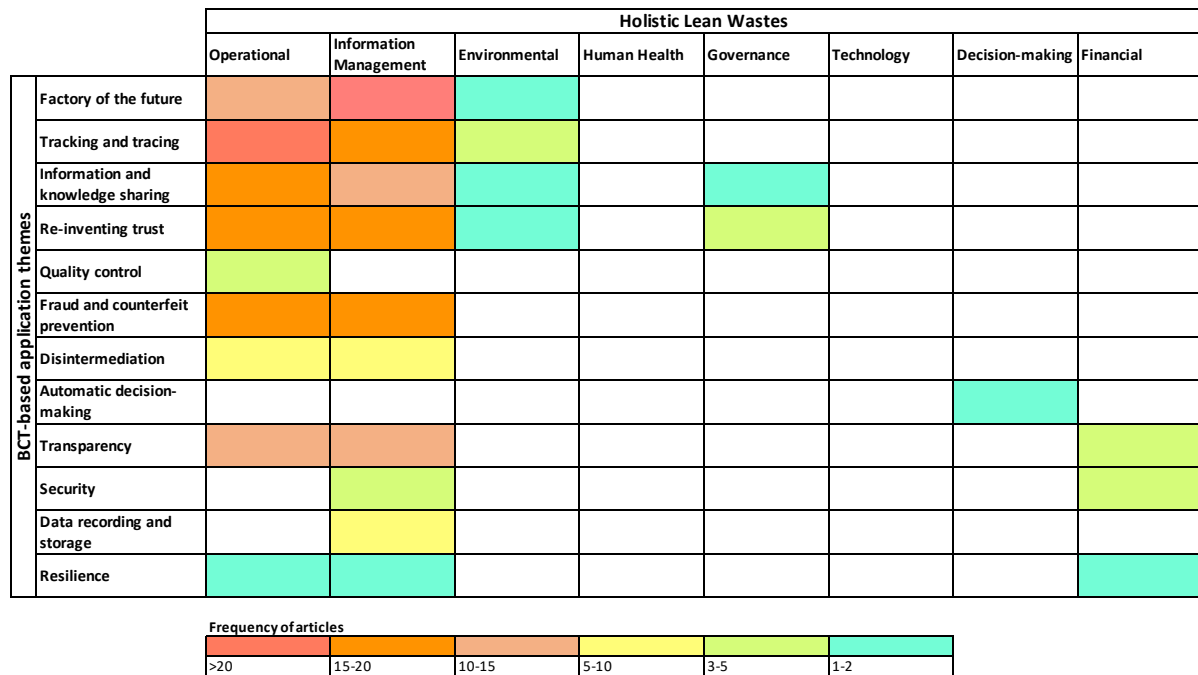 Holistic Lean Wastes
Operational
Information
Management
Environmental
Human Health
Governance
Technology
Decision-making
Financial
BCT-based application themes
Factory of the future
Tracking and tracing
Information and
knowledge sharing
Re-inventing trust
Quality control
Fraud and counterfeit
prevention
Disintermediation
Automatic decision-
making
Transparency
Security
Data recording and
storage
Resilience
Frequency of articles
>20
15-20
10-15
5-10
3-5
1-2